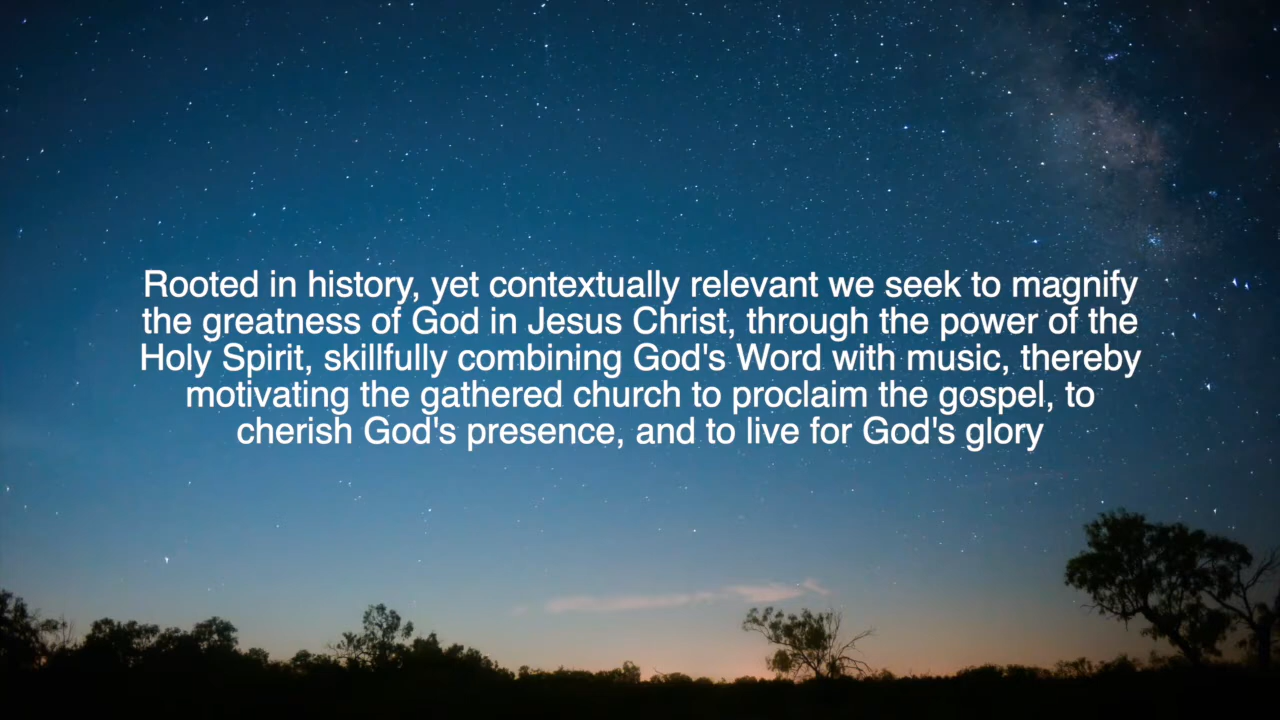 Rooted in history, yet contextually relevant we seek to magnify
the greatness of God in Jesus Christ, through the power of the
Holy Spirit, skillfully combining God's Word with music, thereby
motivating the gathered church to proclaim the gospel, to
cherish God's presence, and to live for God's glory